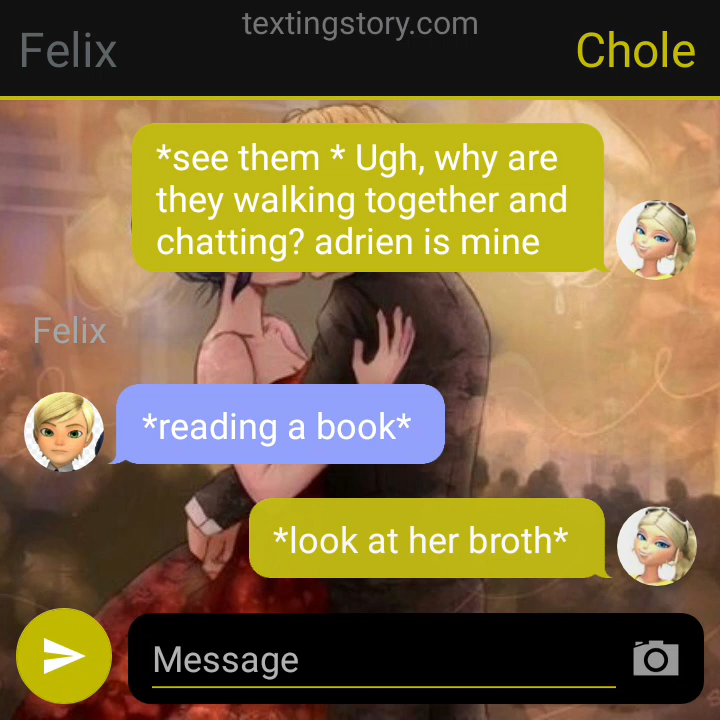 textingstory.com
Felix
Chole
*see them * Ugh, why are
they walking together and
chatting? adrien is mine
Felix
*reading a book*
*look at her broth*
Message